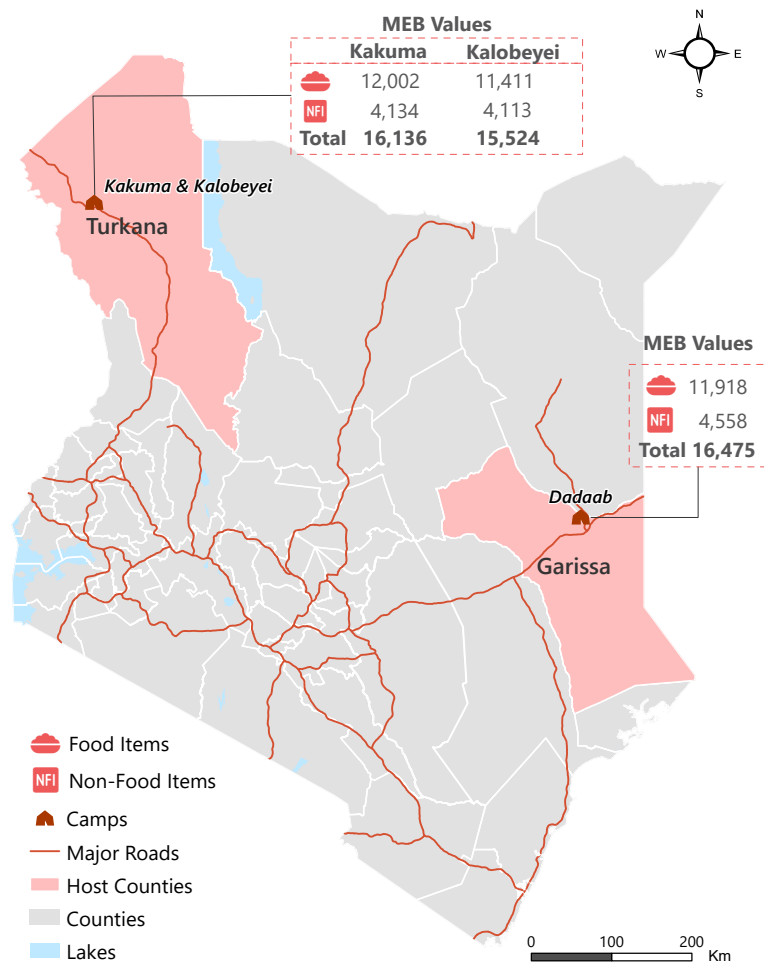 MEB Values
Kakuma Kalobeyei
12,002 11,411
NFI 4,134 4,113
Total 16,136 15,524
N
W E
S
Kakuma & Kalobeyei
Turkana
MEB Values
11,918
NFI 4,558
Total 16,475
Dadaab
Garissa
Food Items
NFI Non-Food Items
Camps
Major Roads
Host Counties
Counties
Lakes
0 100 200
Km